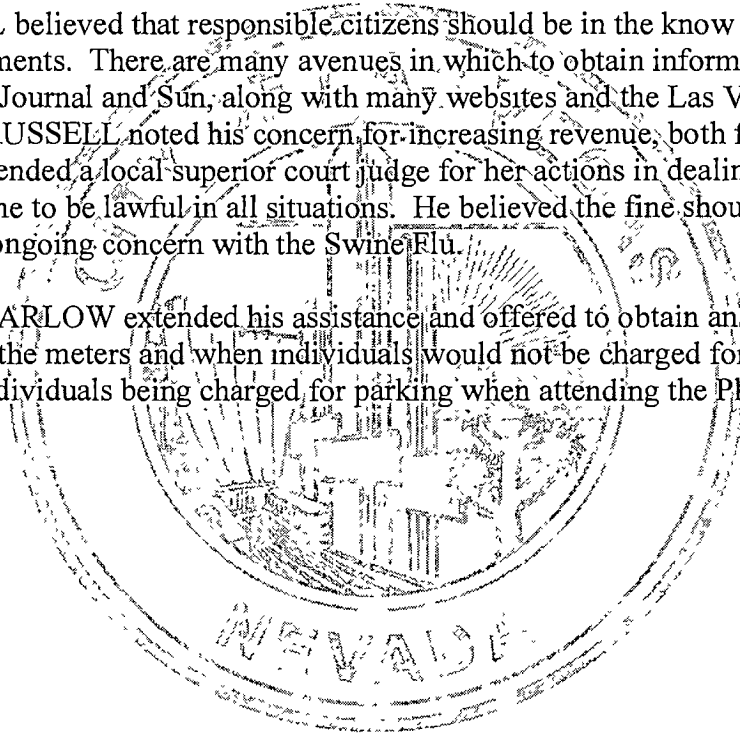 L believed that responsible citizens should be in the know
ments. There are many avenues in which to obtain inform
Journal and Sun, along with many websites and the Las V
RUSSELL noted his concern for increasing revenue, both f
ended a local superior court judge for her actions in dealin
ne to be lawful in all situations. He believed the fine shou
ongoing concern with the Swine Flu.
ARLOW extended his assistance and offered to obtain an
the meters and when individuals would not be charged for
dividuals being charged for parking when attending the Ph
NEVADA